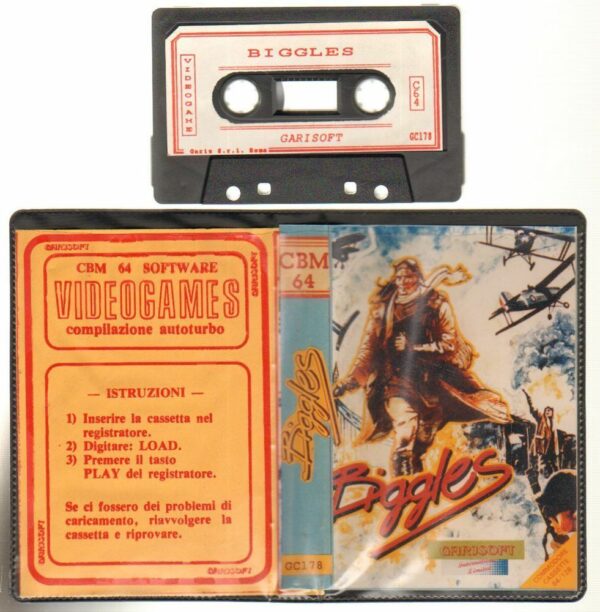 BIGGLES
VIDEOGAME
C64
GARISOFT
GC178
Garis S.r.l. Roma
GARISOFT
GARISOFT
CBM 64 SOFTWARE
VIDEOGAMES
compilazione autoturbo
— ISTRUZIONI —
1) Inserire la cassetta nel
registratore.
2) Digitare: LOAD.
3) Premere il tasto
PLAY del registratore.
Se ci fossero dei problemi di
caricamento, riavvolgere la
cassetta e riprovare.
GARISOFT
GARISOFT
CBM
64
Biggles
GC178
Biggles
GARISOFT
COMMODORE
CASSETTE